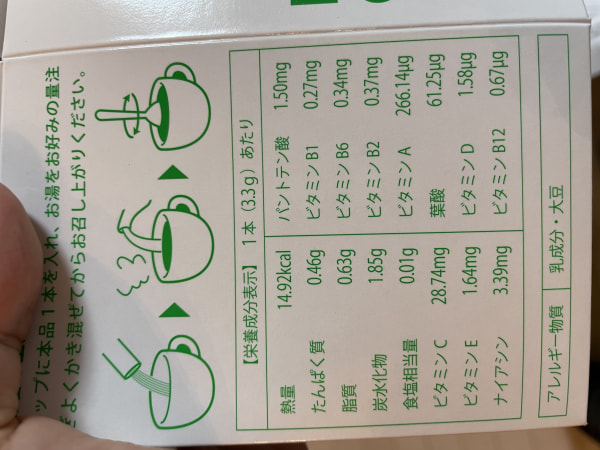 ップに本品1本を入れ、お湯をお好みの量注
をよくかき混ぜてからお召し上がりください。
【栄養成分表示】 1本（3.3g）あたり
熱量 14.92kcal
たんぱく質 0.46g
脂質 0.63g
炭水化物 1.85g
食塩相当量 0.01g
ビタミンC 28.74mg
ビタミンE 1.64mg
ナイアシン 3.39mg
パントテン酸 1.50mg
ビタミンB1 0.27mg
ビタミンB6 0.34mg
ビタミンB2 0.37mg
ビタミンA 266.14μg
葉酸 61.25μg
ビタミンD 1.58μg
ビタミンB12 0.67μg
アレルギー物質 乳成分・大豆